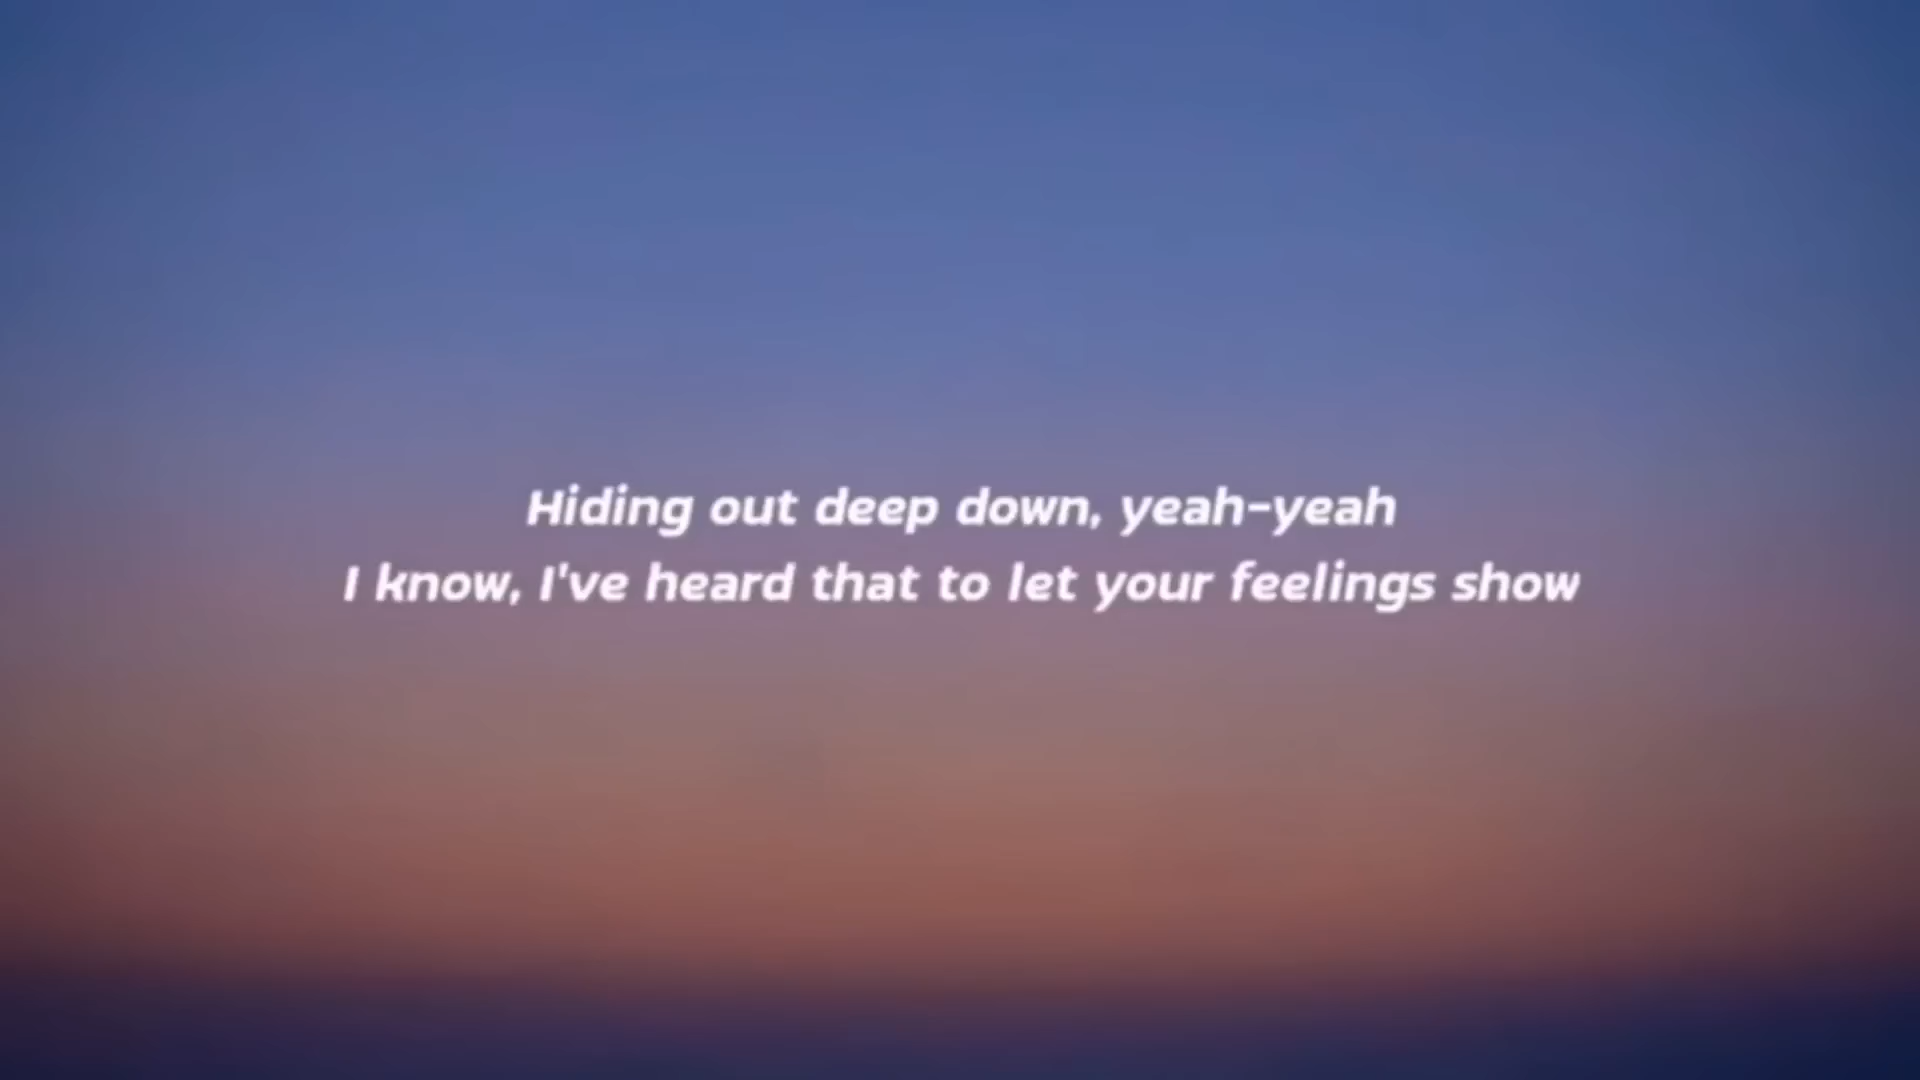 Hiding out deep down, yeah-yeah
I know, I've heard that to let your feelings show